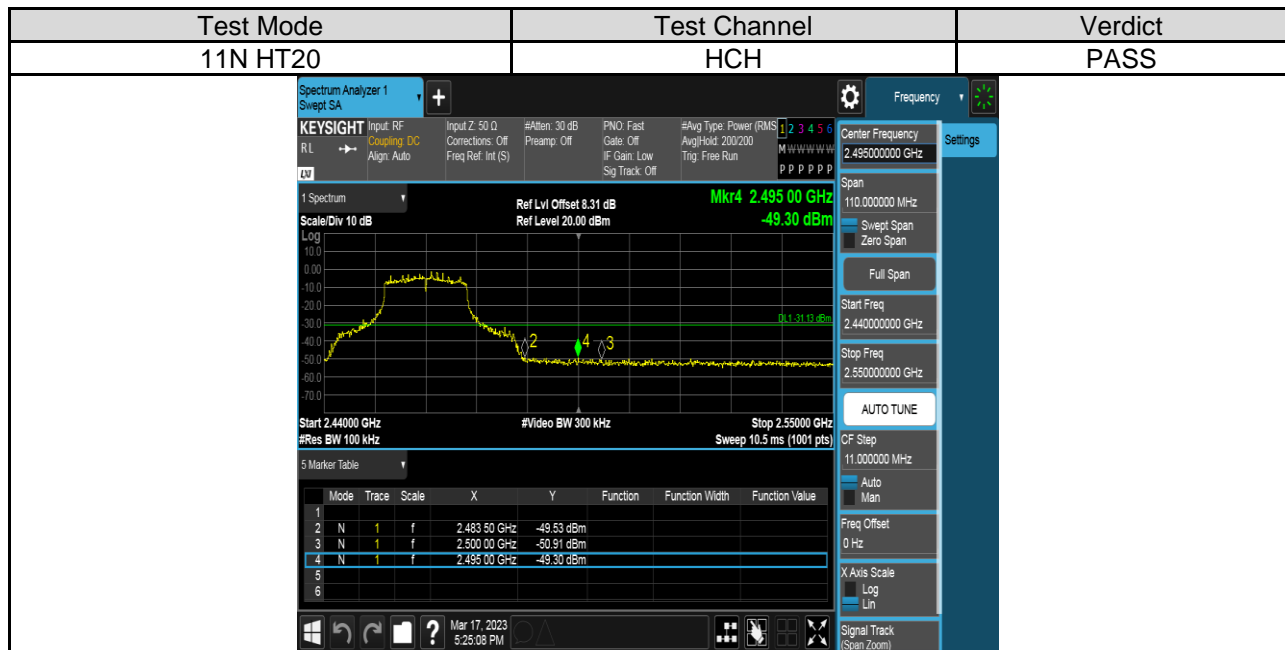 Test Mode Test Channel Verdict
11N HT20 HCH PASS
Spectrum Analyzer 1
Swept SA
+
Frequency
KEYSIGHT Input: RF Input Z: 50 Ω #Atten: 30 dB PNO: Fast #Avg Type: Power (RMS 1 2 3 4 5 6
RL Coupling: DC Corrections: Off Preamp: Off Gate: Off Avg|Hold: 200/200 M W W W W W
Align: Auto Freq Ref: Int (S) IF Gain: Low Trig: Free Run
LXI Sig Track: Off P P P P P P
1 Spectrum
Scale/Div 10 dB
Ref Lvl Offset 8.31 dB
Ref Level 20.00 dBm
Mkr4 2.495 00 GHz
-49.30 dBm
Log
10.0
0.00
-10.0
-20.0
-30.0
-40.0
-50.0
-60.0
-70.0
DL1 -31.13 dBm
2 4 3
Start 2.44000 GHz #Video BW 300 kHz Stop 2.55000 GHz
#Res BW 100 kHz Sweep 10.5 ms (1001 pts)
5 Marker Table
Mode Trace Scale X Y Function Function Width Function Value
1
2 N 1 f 2.483 50 GHz -49.53 dBm
3 N 1 f 2.500 00 GHz -50.91 dBm
4 N 1 f 2.495 00 GHz -49.30 dBm
5
6
? Mar 17, 2023
5:25:08 PM
Center Frequency
2.495000000 GHz
Settings
Span
110.000000 MHz
Swept Span
Zero Span
Full Span
Start Freq
2.440000000 GHz
Stop Freq
2.550000000 GHz
AUTO TUNE
CF Step
11.000000 MHz
Auto
Man
Freq Offset
0 Hz
X Axis Scale
Log
Lin
Signal Track
(Span Zoom)